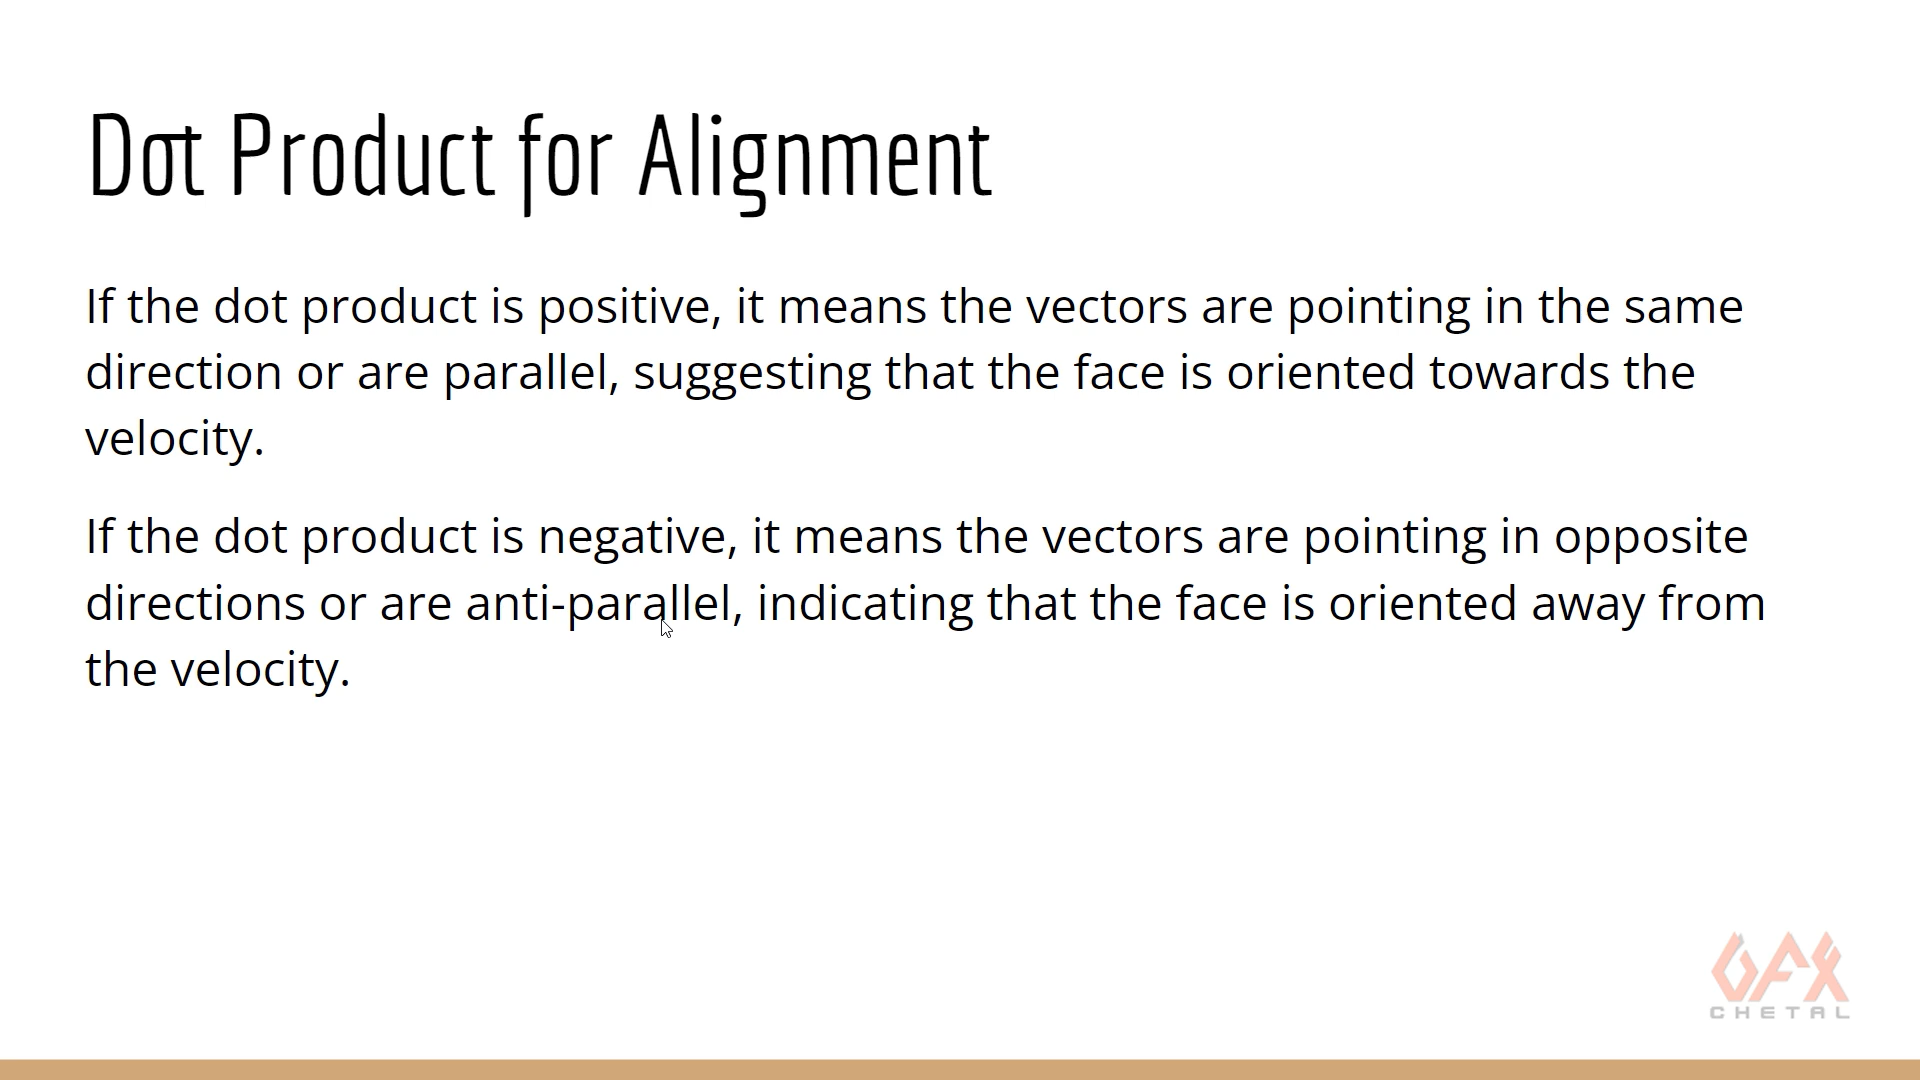 Dot Product for Alignment
If the dot product is positive, it means the vectors are pointing in the same
direction or are parallel, suggesting that the face is oriented towards the
velocity.
If the dot product is negative, it means the vectors are pointing in opposite
directions or are anti-parallel, indicating that the face is oriented away from
the velocity.
GFX
CHETAL